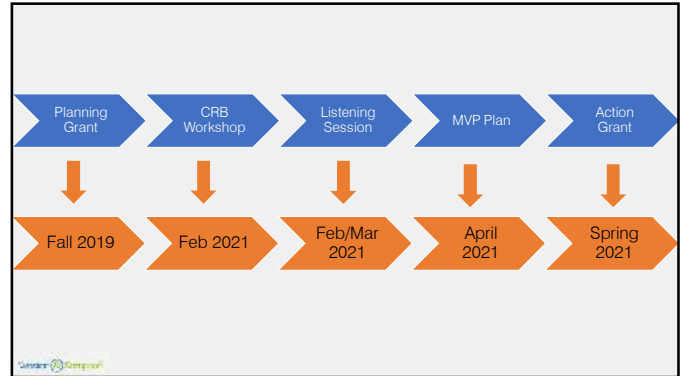 Planning
Grant
CRB
Workshop
Listening
Session
MVP Plan
Action
Grant
Fall 2019
Feb 2021
Feb/Mar
2021
April
2021
Spring
2021